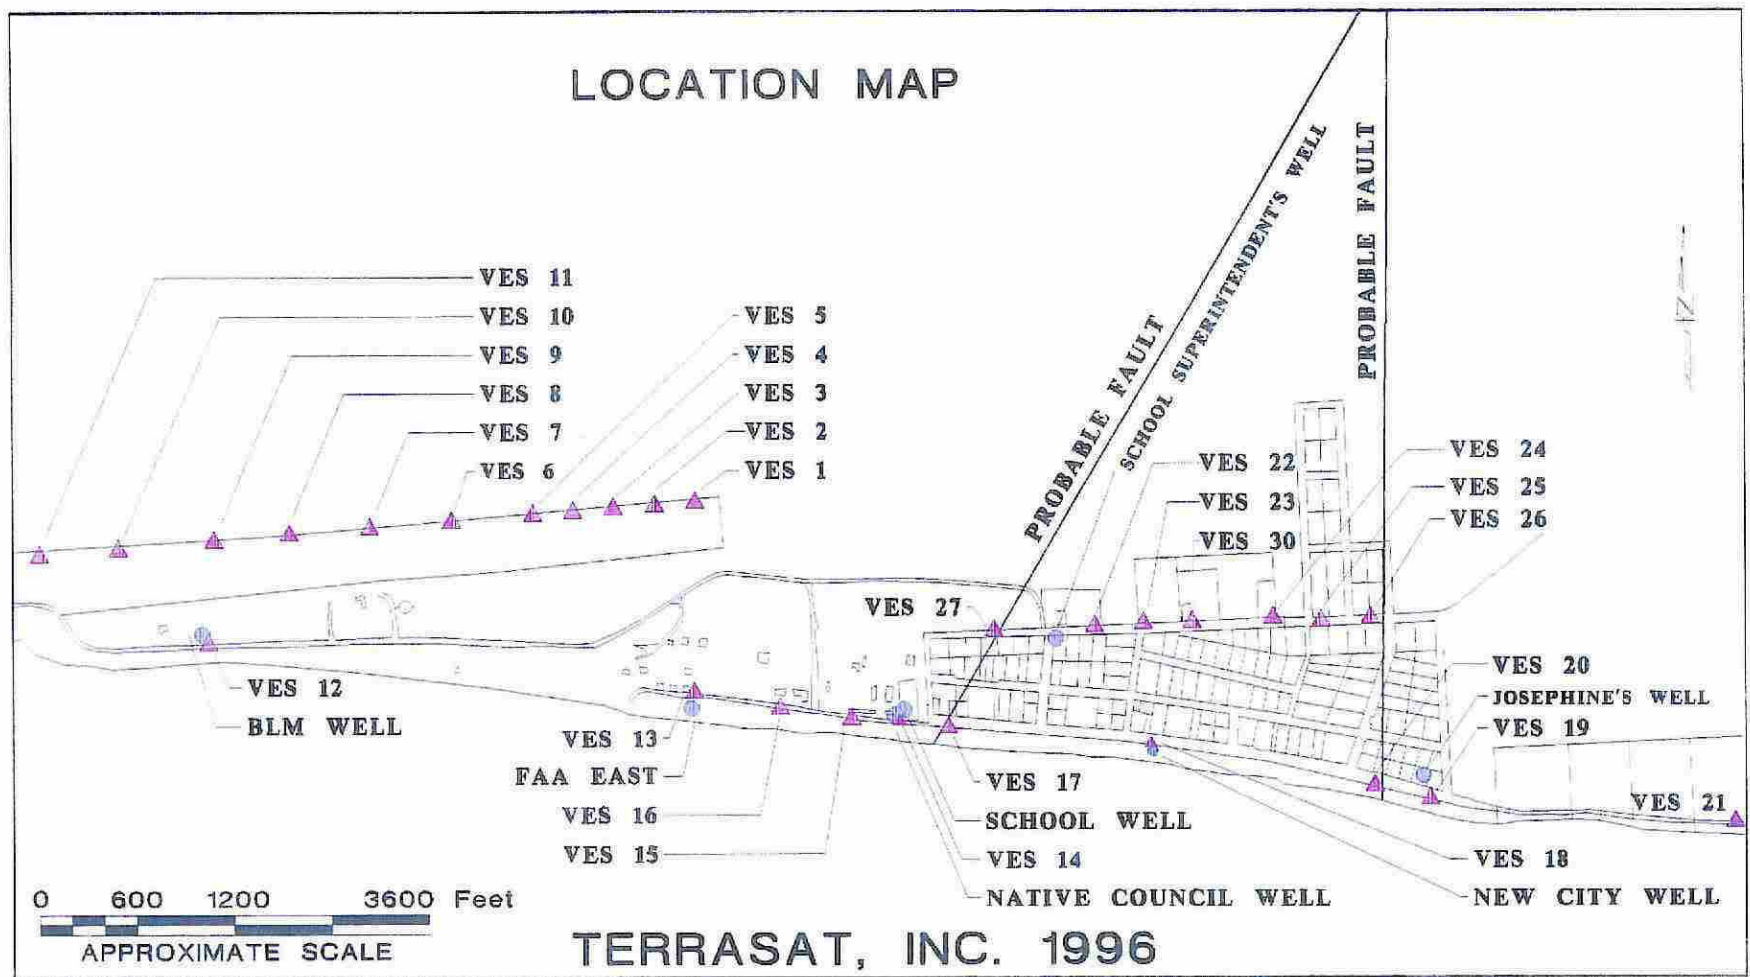 LOCATION MAP
PROBABLE FAULT
SCHOOL SUPERINTENDENT'S WELL
PROBABLE FAULT
VES 11
VES 10
VES 9
VES 8
VES 7
VES 6
VES 5
VES 4
VES 3
VES 2
VES 1
VES 22
VES 23
VES 30
VES 24
VES 25
VES 26
VES 27
N
VES 12
BLM WELL
VES 13
FAA EAST
VES 16
VES 15
VES 17
SCHOOL WELL
VES 14
NATIVE COUNCIL WELL
VES 20
JOSEPHINE'S WELL
VES 19
VES 21
VES 18
NEW CITY WELL
0 600 1200 3600 Feet
APPROXIMATE SCALE
TERRASAT, INC. 1996